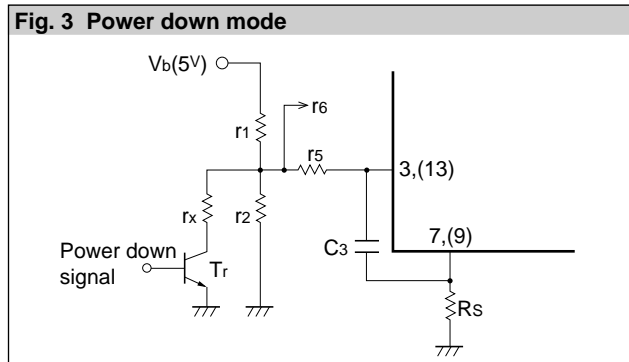 Fig. 3 Power down mode
Vb(5V)
r6
r1
r5
3,(13)
rX
r2
7,(9)
C3
Power down
signal
Tr
RS